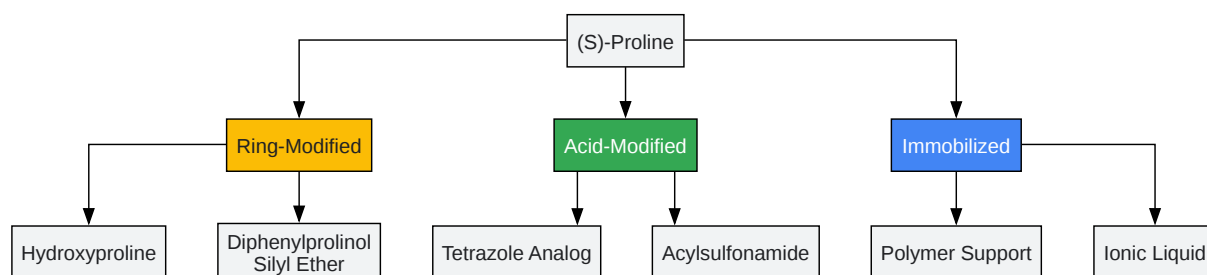 (S)-Proline
Ring-Modified
Acid-Modified
Immobilized
Hydroxyproline
Diphenylprolinol
Silyl Ether
Tetrazole Analog
Acylsulfonamide
Polymer Support
Ionic Liquid